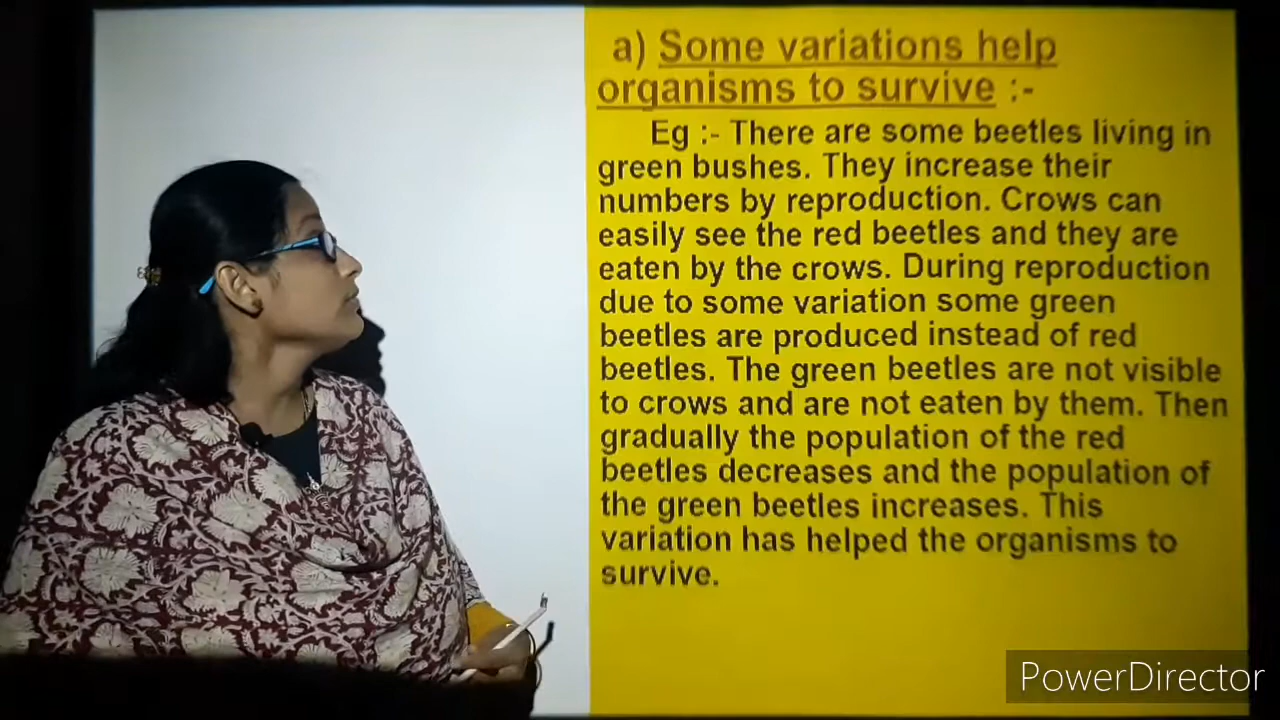 a) Some variations help
organisms to survive :-
Eg :- There are some beetles living in
green bushes. They increase their
numbers by reproduction. Crows can
easily see the red beetles and they are
eaten by the crows. During reproduction
due to some variation some green
beetles are produced instead of red
beetles. The green beetles are not visible
to crows and are not eaten by them. Then
gradually the population of the red
beetles decreases and the population of
the green beetles increases. This
variation has helped the organisms to
survive.
PowerDirector